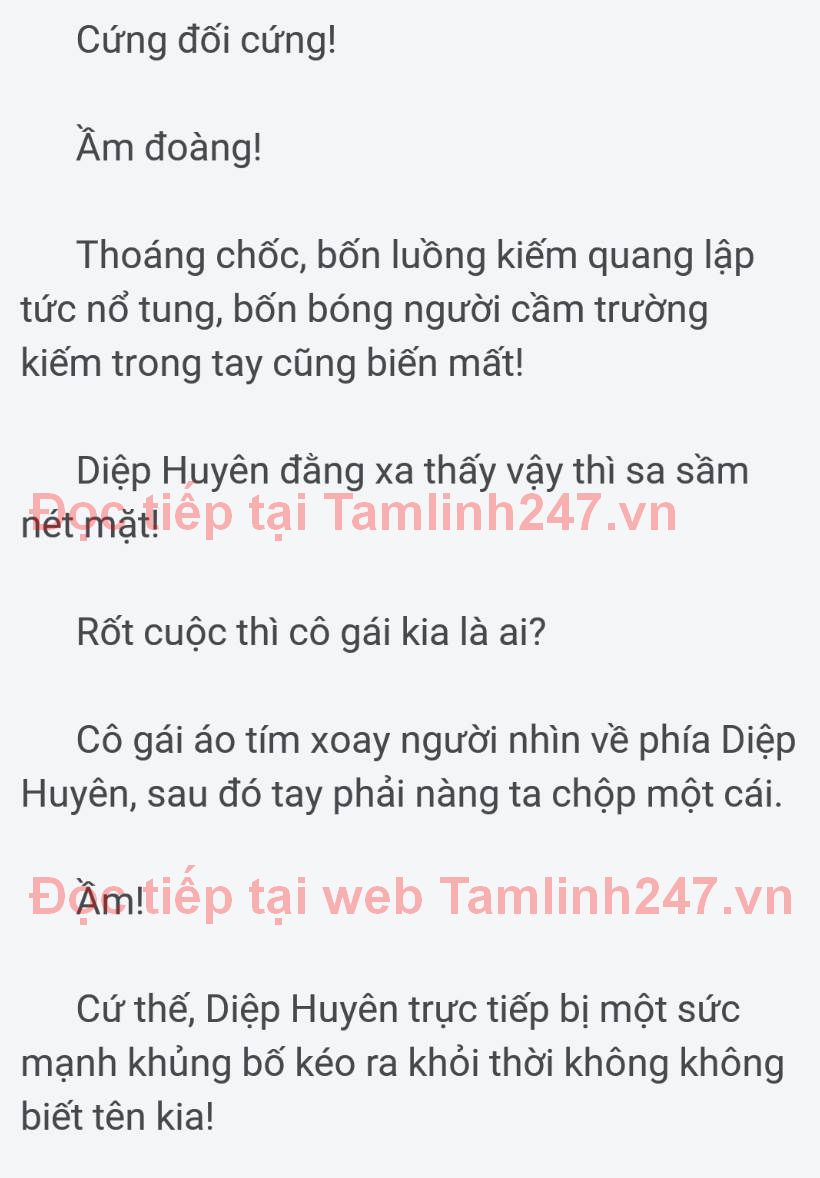 Cứng đối cứng!
Ầm đoàng!
Thoáng chốc, bốn luồng kiếm quang lập
tức nổ tung, bốn bóng người cầm trường
kiếm trong tay cũng biến mất!
Diệp Huyên đằng xa thấy vậy thì sa sầm
Đọc tiếp tại Tamlinh247.vn
nét mặt!
Rốt cuộc thì cô gái kia là ai?
Cô gái áo tím xoay người nhìn về phía Diệp
Huyên, sau đó tay phải nàng ta chộp một cái.
Đọc tiếp tại web Tamlinh247.vn
Ầm!
Cứ thế, Diệp Huyên trực tiếp bị một sức
mạnh khủng bố kéo ra khỏi thời không không
biết tên kia!